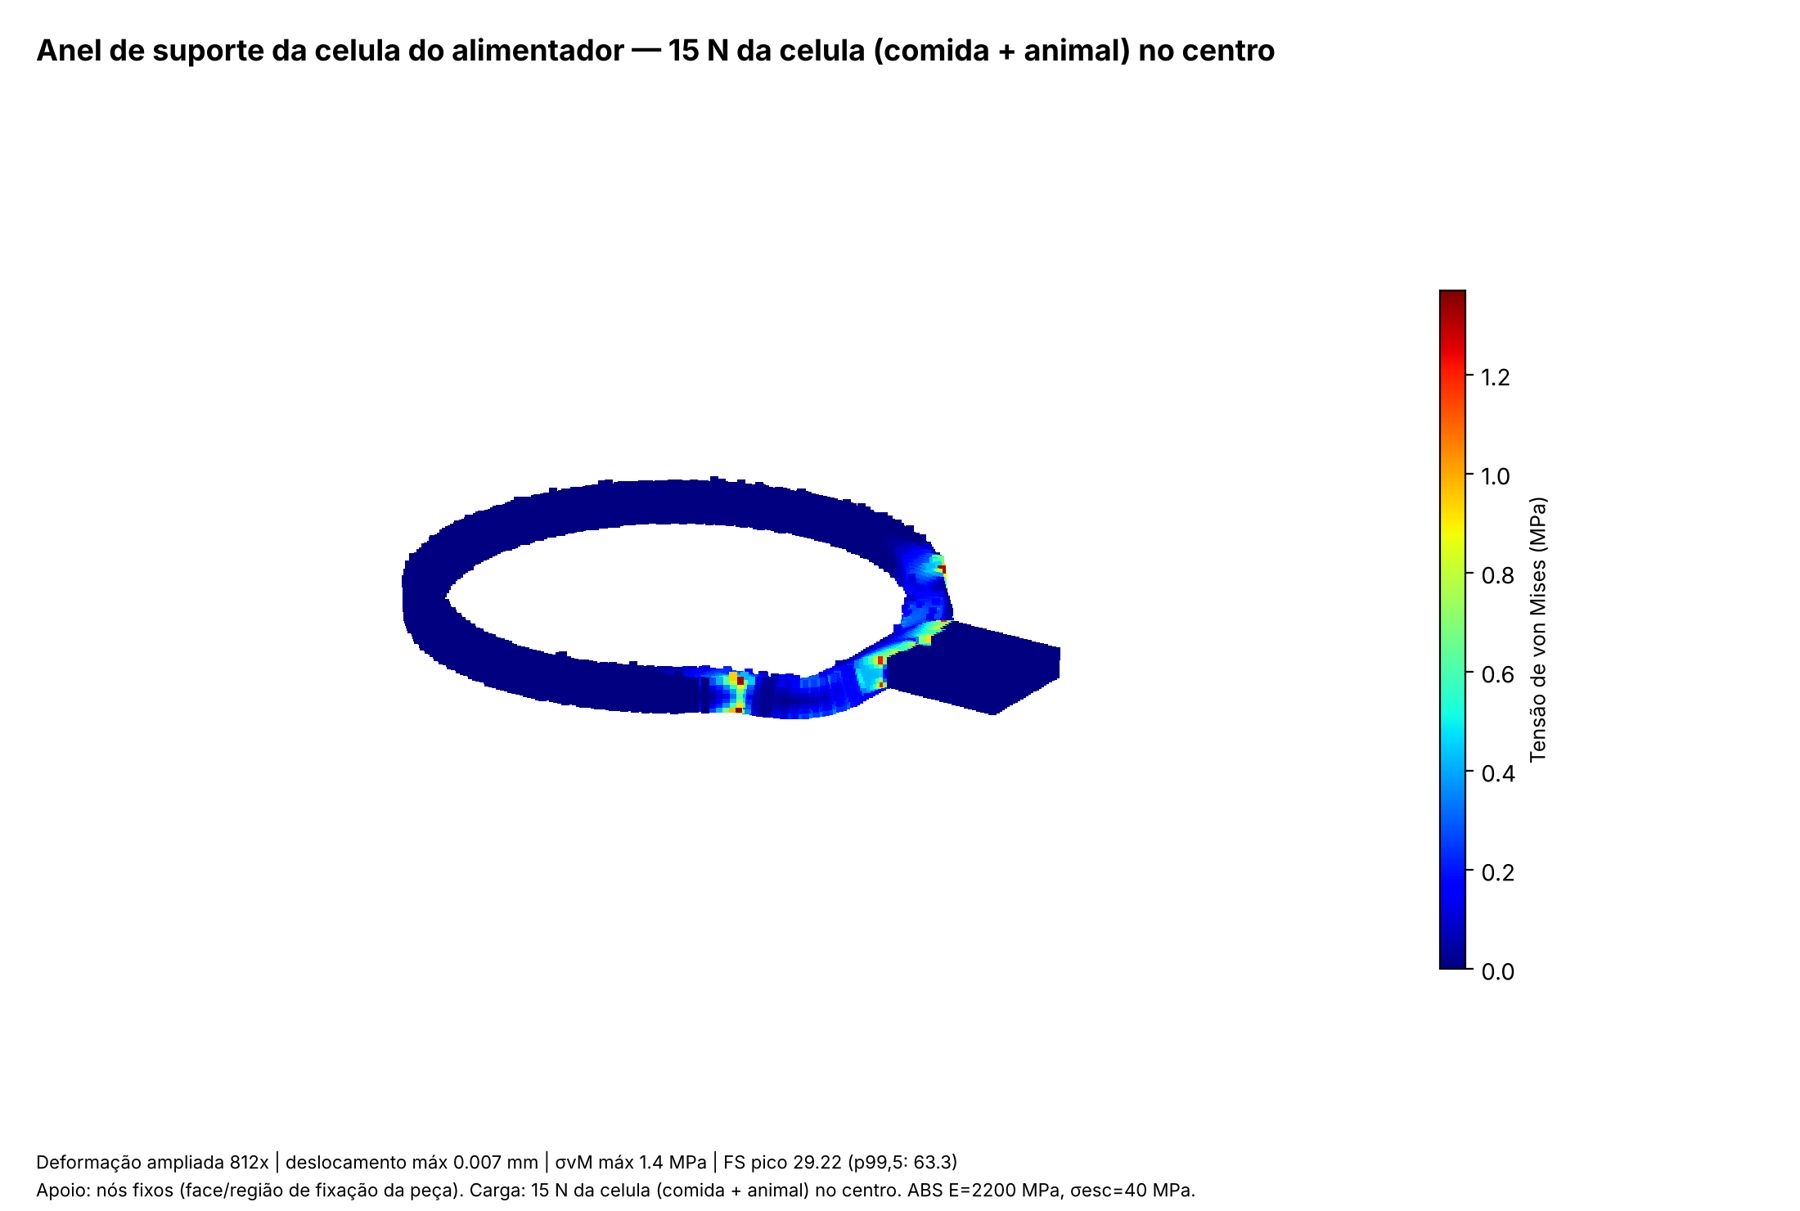 Anel de suporte da celula do alimentador — 15 N da celula (comida + animal) no centro
1.2
1.0
0.8
0.6
0.4
0.2
0.0
Tensão de von Mises (MPa)
Deformação ampliada 812x | deslocamento máx 0.007 mm | σvM máx 1.4 MPa | FS pico 29.22 (p99,5: 63.3)
Apoio: nós fixos (face/região de fixação da peça). Carga: 15 N da celula (comida + animal) no centro. ABS E=2200 MPa, σesc=40 MPa.